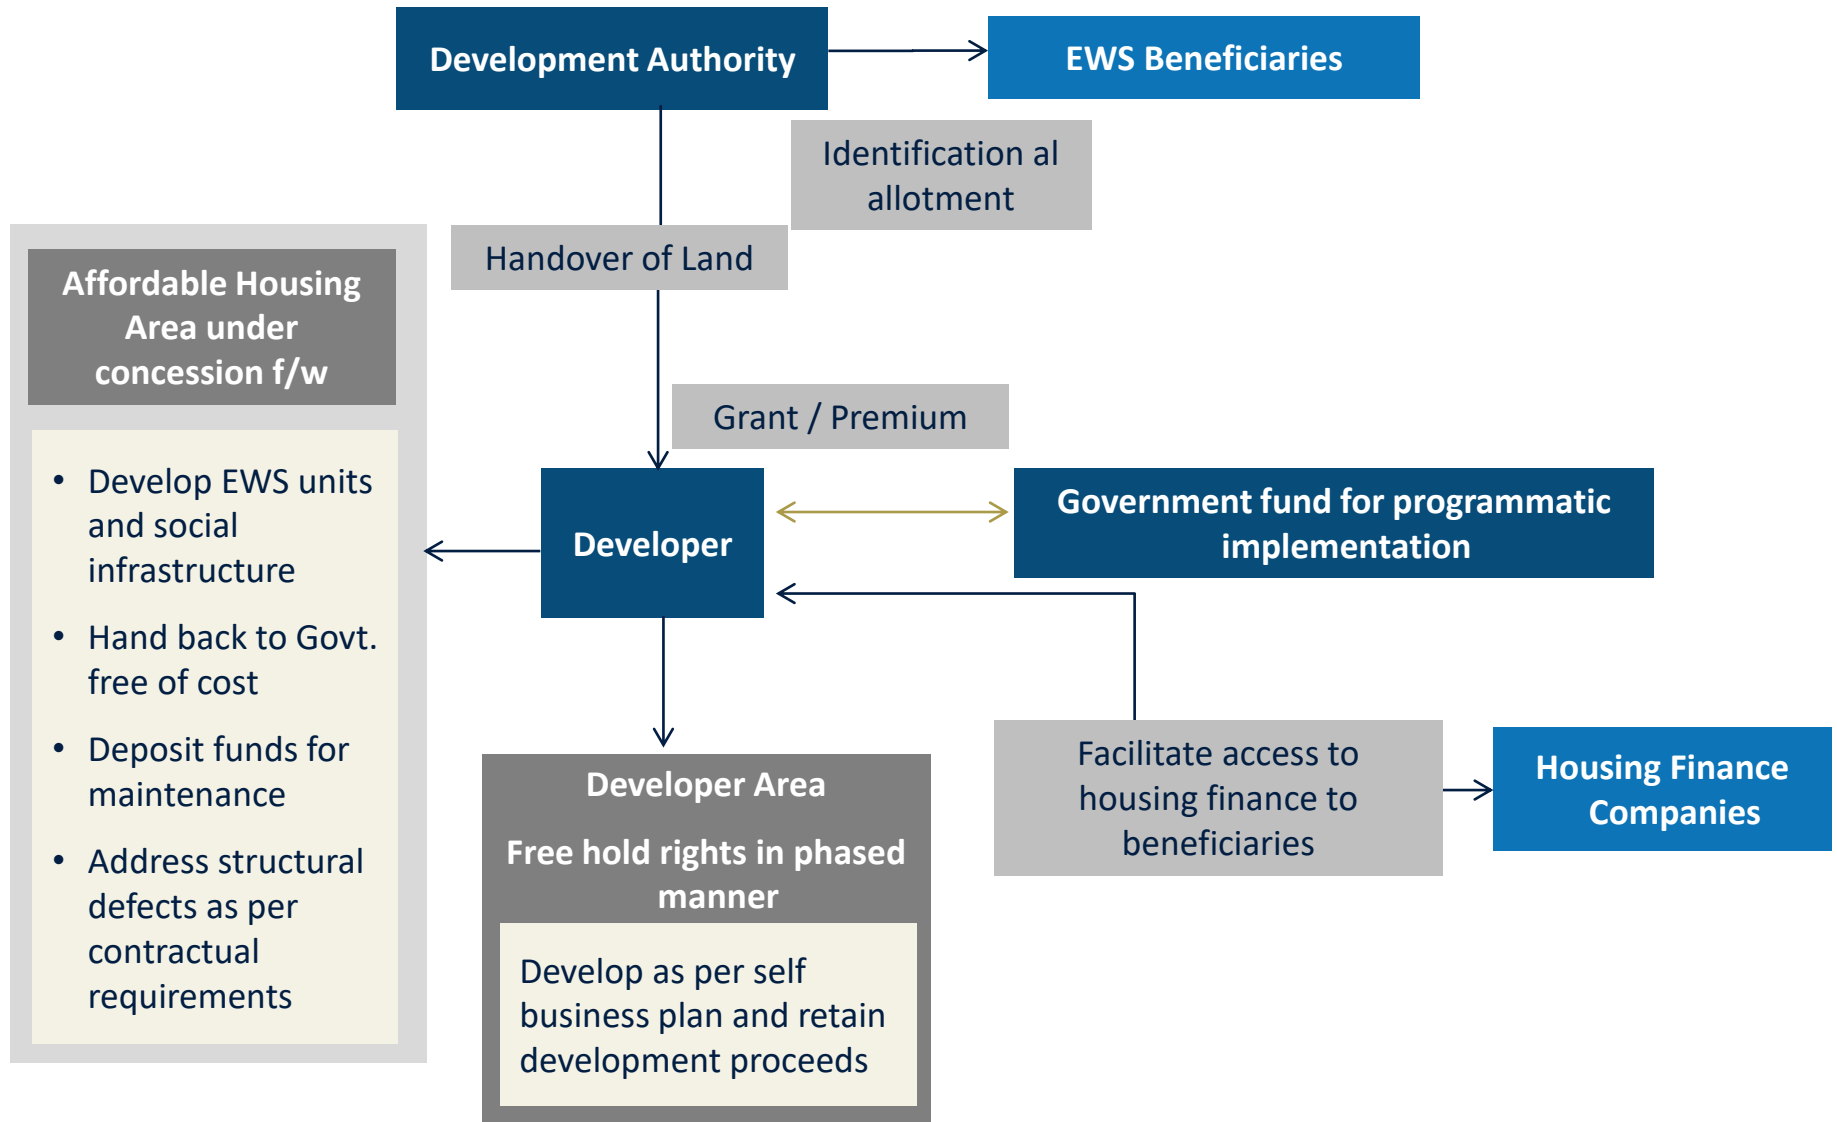 Development Authority
EWS Beneficiaries
Identification al
allotment
Handover of Land
Affordable Housing
Area under
concession f/w
Grant / Premium
• Develop EWS units
and social
infrastructure
• Hand back to Govt.
free of cost
• Deposit funds for
maintenance
• Address structural
defects as per
contractual
requirements
Developer
Government fund for programmatic
implementation
Developer Area
Free hold rights in phased
manner
Develop as per self
business plan and retain
development proceeds
Facilitate access to
housing finance to
beneficiaries
Housing Finance
Companies